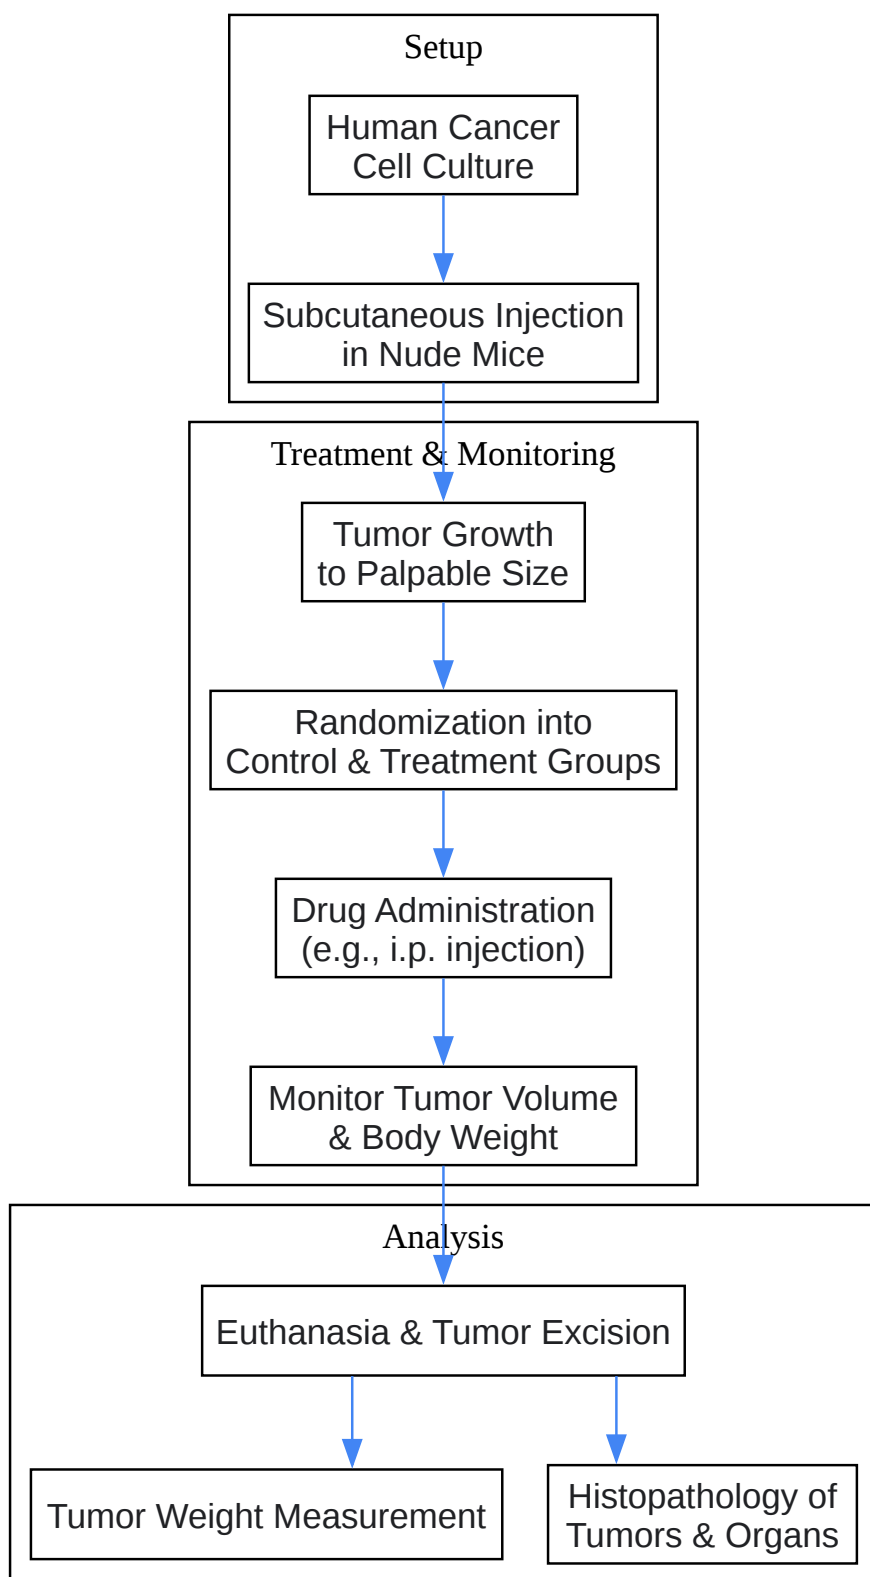 Setup
Human Cancer
Cell Culture
Subcutaneous Injection
in Nude Mice
Treatment & Monitoring
Tumor Growth
to Palpable Size
Randomization into
Control & Treatment Groups
Drug Administration
(e.g., i.p. injection)
Monitor Tumor Volume
& Body Weight
Analysis
Euthanasia & Tumor Excision
Tumor Weight Measurement
Histopathology of
Tumors & Organs